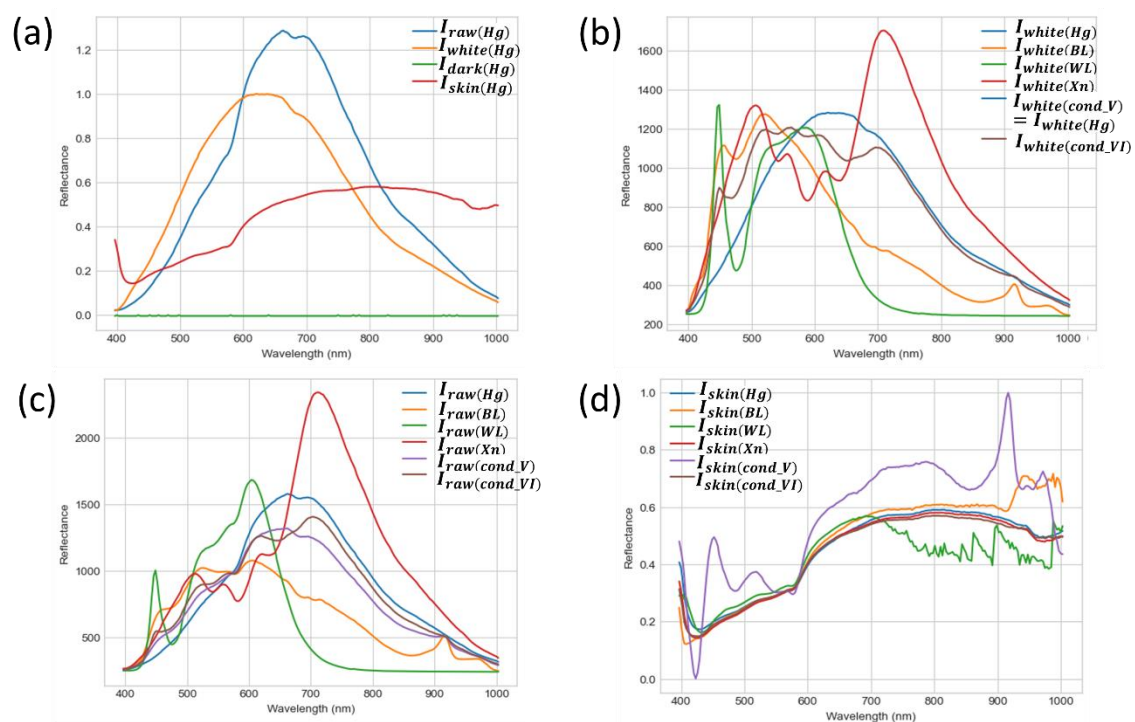 (a)
I_raw(Hg)
I_white(Hg)
I_dark(Hg)
I_skin(Hg)
Reflectance
1.2
1.0
0.8
0.6
0.4
0.2
0.0
400 500 600 700 800 900 1000
Wavelength (nm)
(b)
I_white(Hg)
I_white(BL)
I_white(WL)
I_white(Xn)
I_white(cond_V)
= I_white(Hg)
I_white(cond_VI)
Reflectance
1600
1400
1200
1000
800
600
400
200
400 500 600 700 800 900 1000
Wavelength (nm)
(c)
I_raw(Hg)
I_raw(BL)
I_raw(WL)
I_raw(Xn)
I_raw(cond_V)
I_raw(cond_VI)
Reflectance
2000
1500
1000
500
400 500 600 700 800 900 1000
Wavelength (nm)
(d)
I_skin(Hg)
I_skin(BL)
I_skin(WL)
I_skin(Xn)
I_skin(cond_V)
I_skin(cond_VI)
Reflectance
1.0
0.8
0.6
0.4
0.2
0.0
400 500 600 700 800 900 1000
Wavelength (nm)